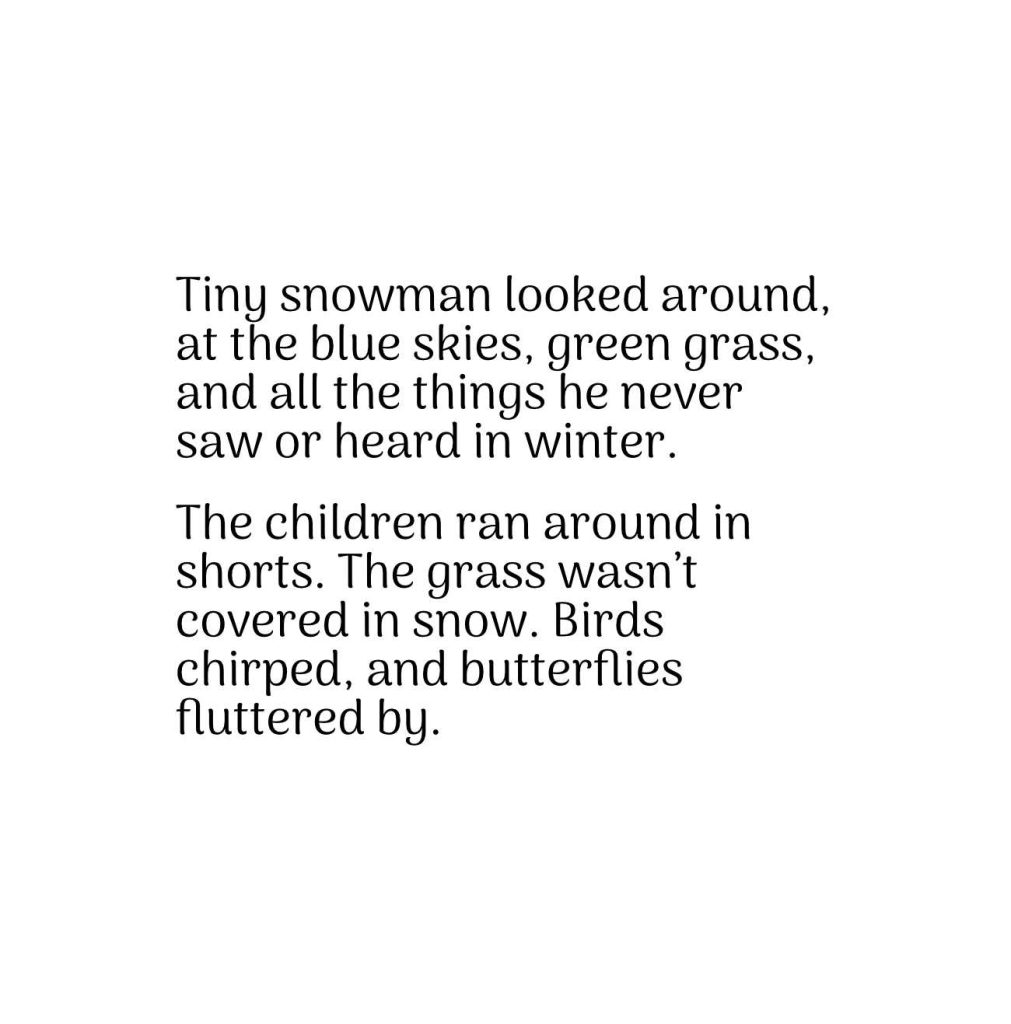 Tiny snowman looked around,
at the blue skies, green grass,
and all the things he never
saw or heard in winter.
The children ran around in
shorts. The grass wasn’t
covered in snow. Birds
chirped, and butterflies
fluttered by.